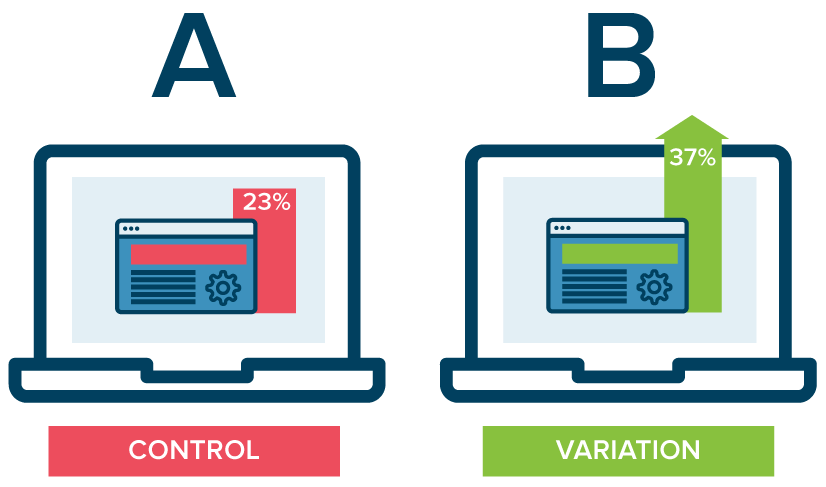 A
B
23%
37%
CONTROL
VARIATION